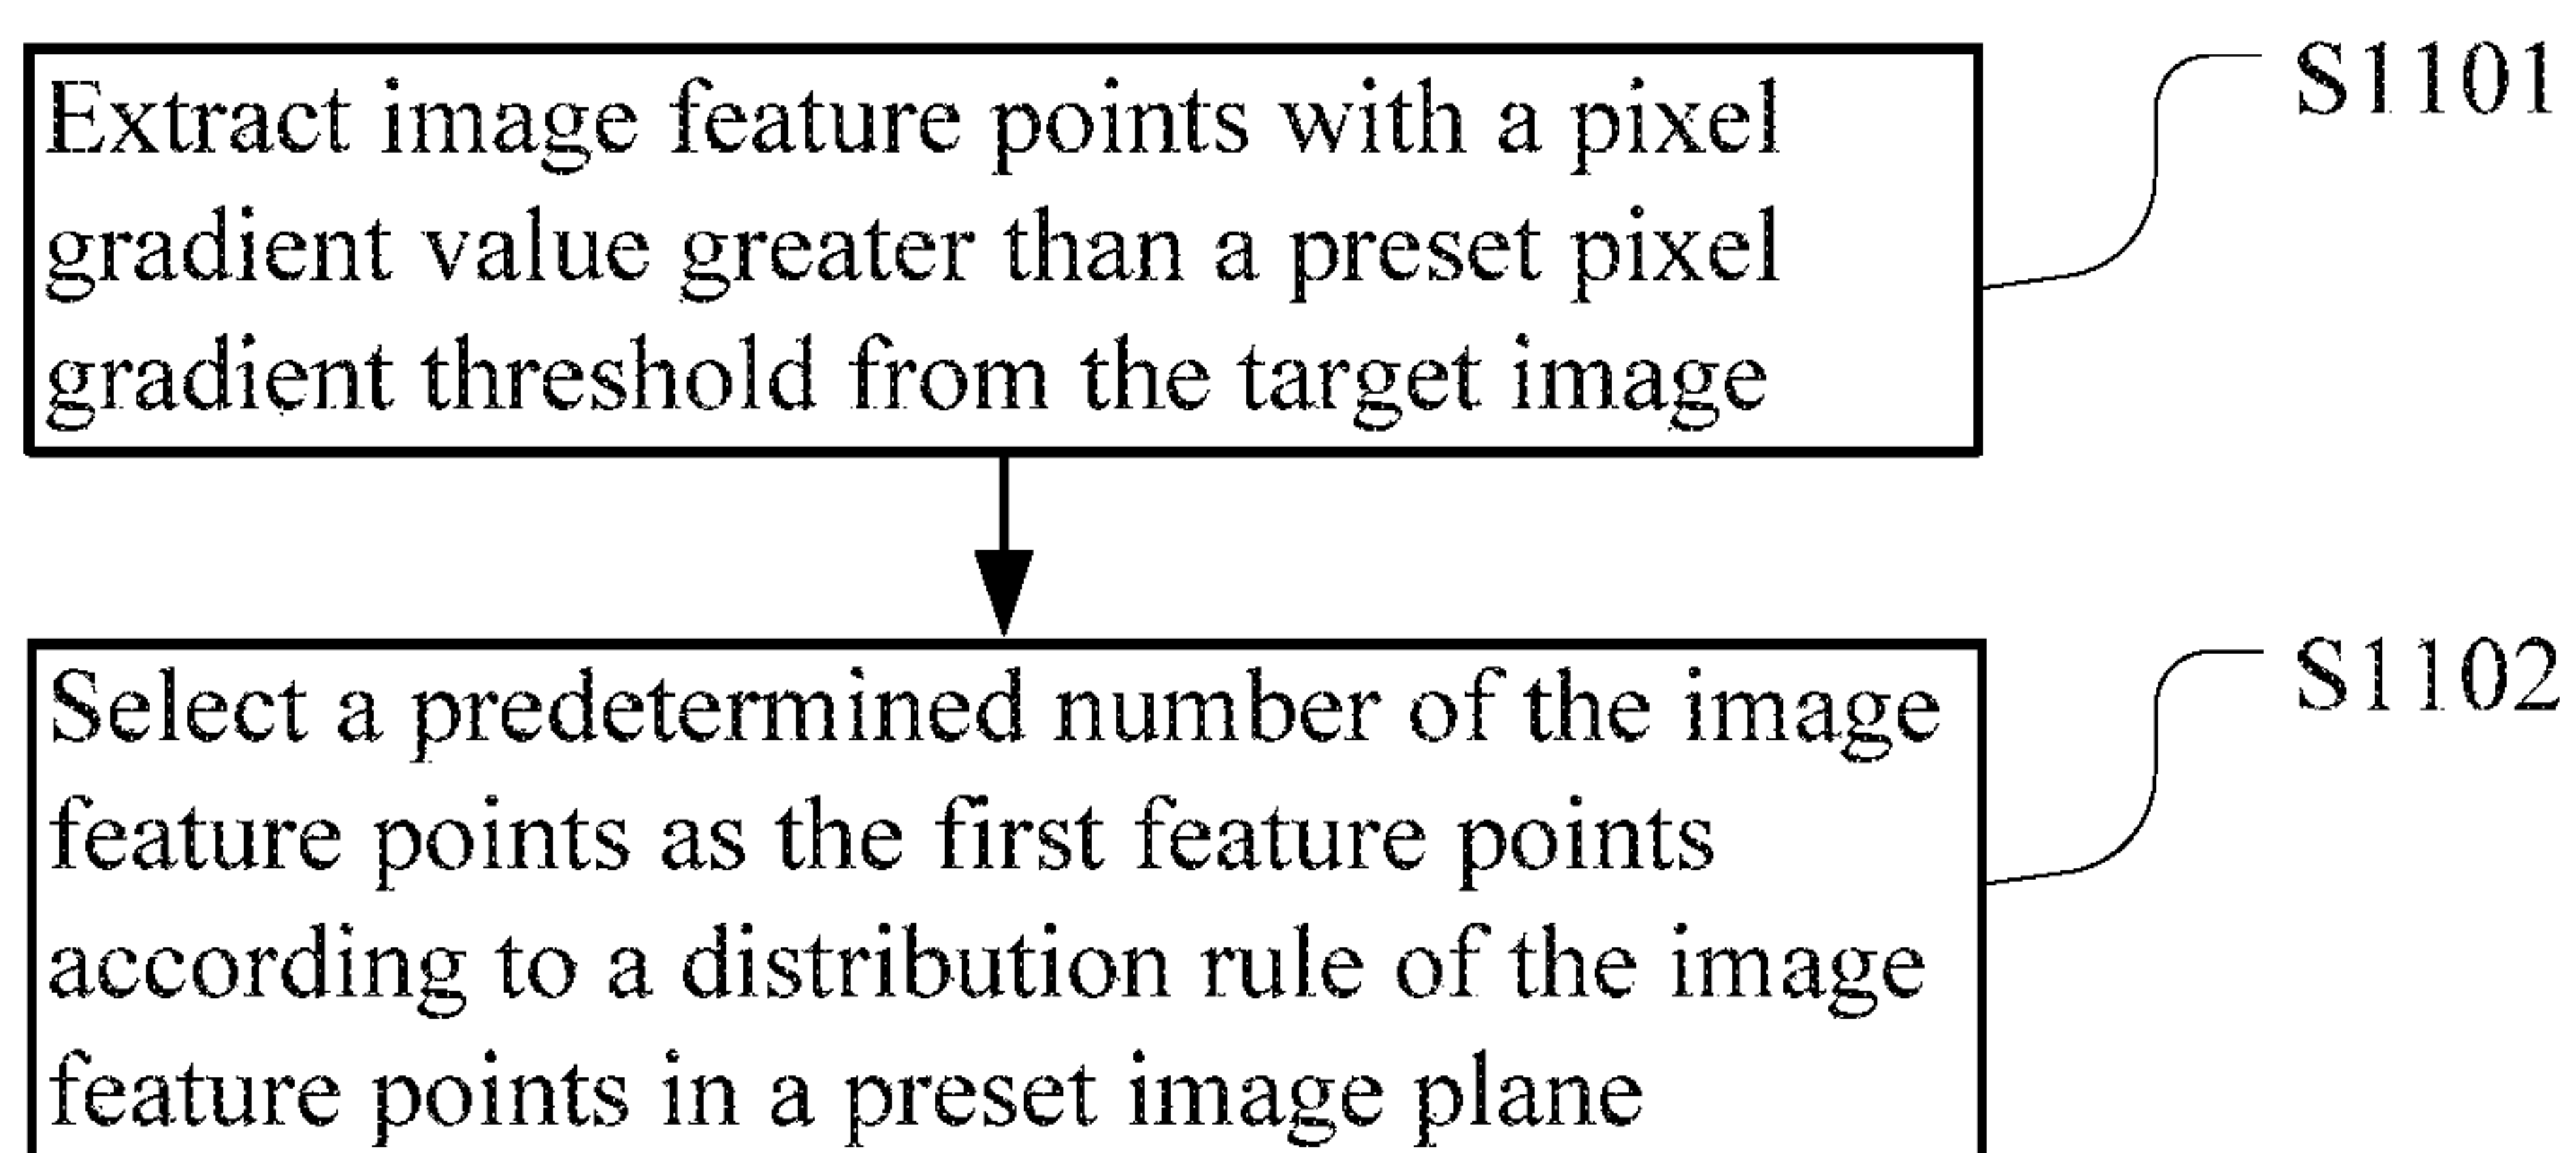 Extract image feature points with a pixel
gradient value greater than a preset pixel
gradient threshold from the target image
S1101
Select a predetermined number of the image
feature points as the first feature points
according to a distribution rule of the image
feature points in a preset image plane
S1102